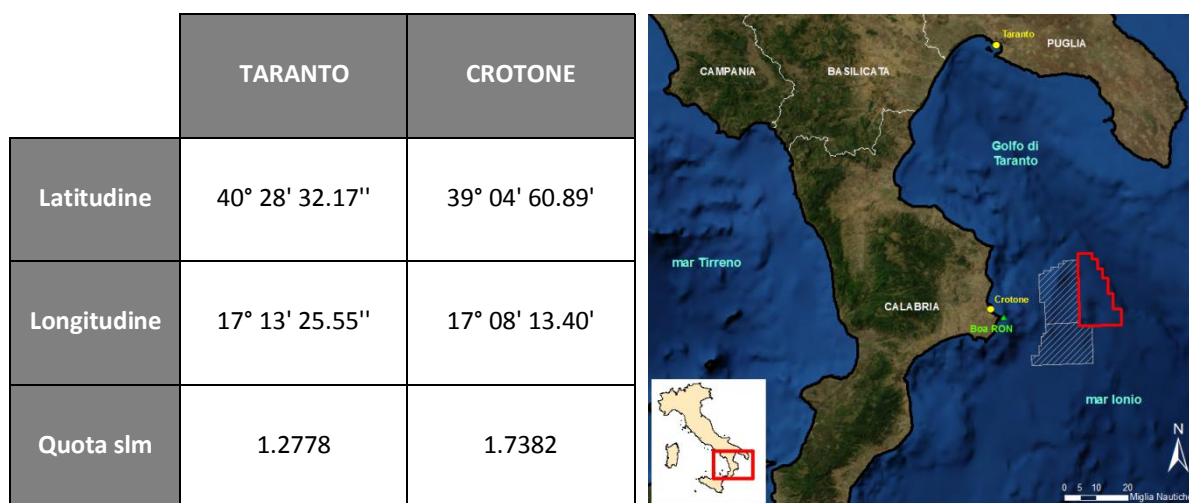 TARANTO CROTONE
Latitudine 40° 28' 32.17'' 39° 04' 60.89'
Longitudine 17° 13' 25.55'' 17° 08' 13.40'
Quota slm 1.2778 1.7382
Taranto
PUGLIA
CAMPANIA
BASILICATA
Golfo di
Taranto
mar Tirreno
CALABRIA
Crotone
Boa RON
mar Ionio
N
0 5 10 20
Miglia Nautiche